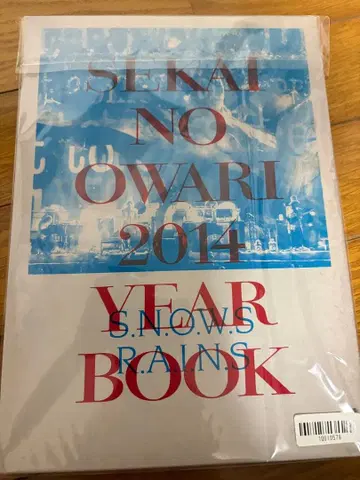 SEKAI
NO
OWARI
2014
YEAR
S.N.O.W.S
R.A.I.N.S
BOOK